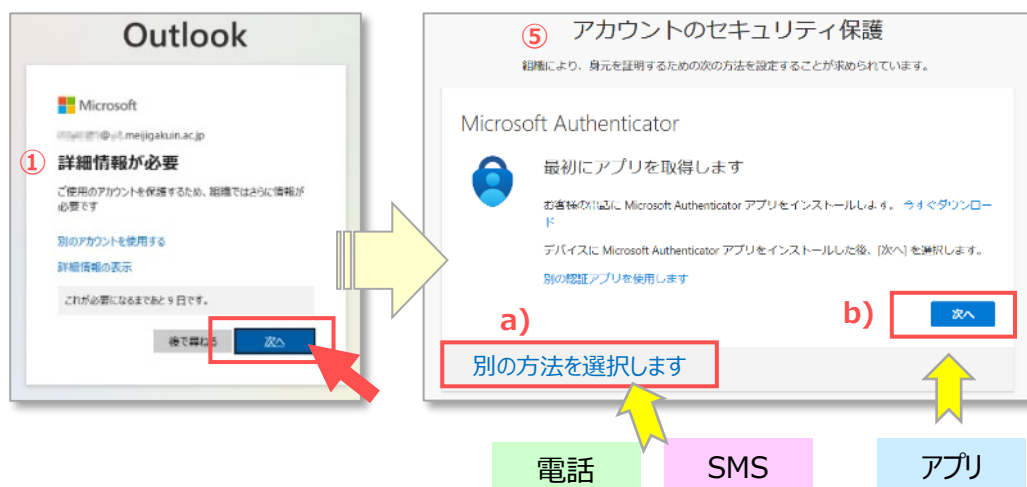 Outlook
Microsoft
meijigakuin.ac.jp
① 詳細情報が必要
ご使用のアカウントを保護するため、組織ではさらに情報が
必要です
別のアカウントを使用する
詳細情報の表示
これが必要になるまであと 9 日です。
後で尋ねる 次へ
⑤ アカウントのセキュリティ保護
組織により、身元を証明するための次の方法を設定することが求められています。
Microsoft Authenticator
最初にアプリを取得します
お客様の電話に Microsoft Authenticator アプリをインストールします。 今すぐダウンロー
ド
デバイスに Microsoft Authenticator アプリをインストールした後、[次へ] を選択します。
別の認証アプリを使用します
a)
b) 次へ
別の方法を選択します
電話
SMS
アプリ